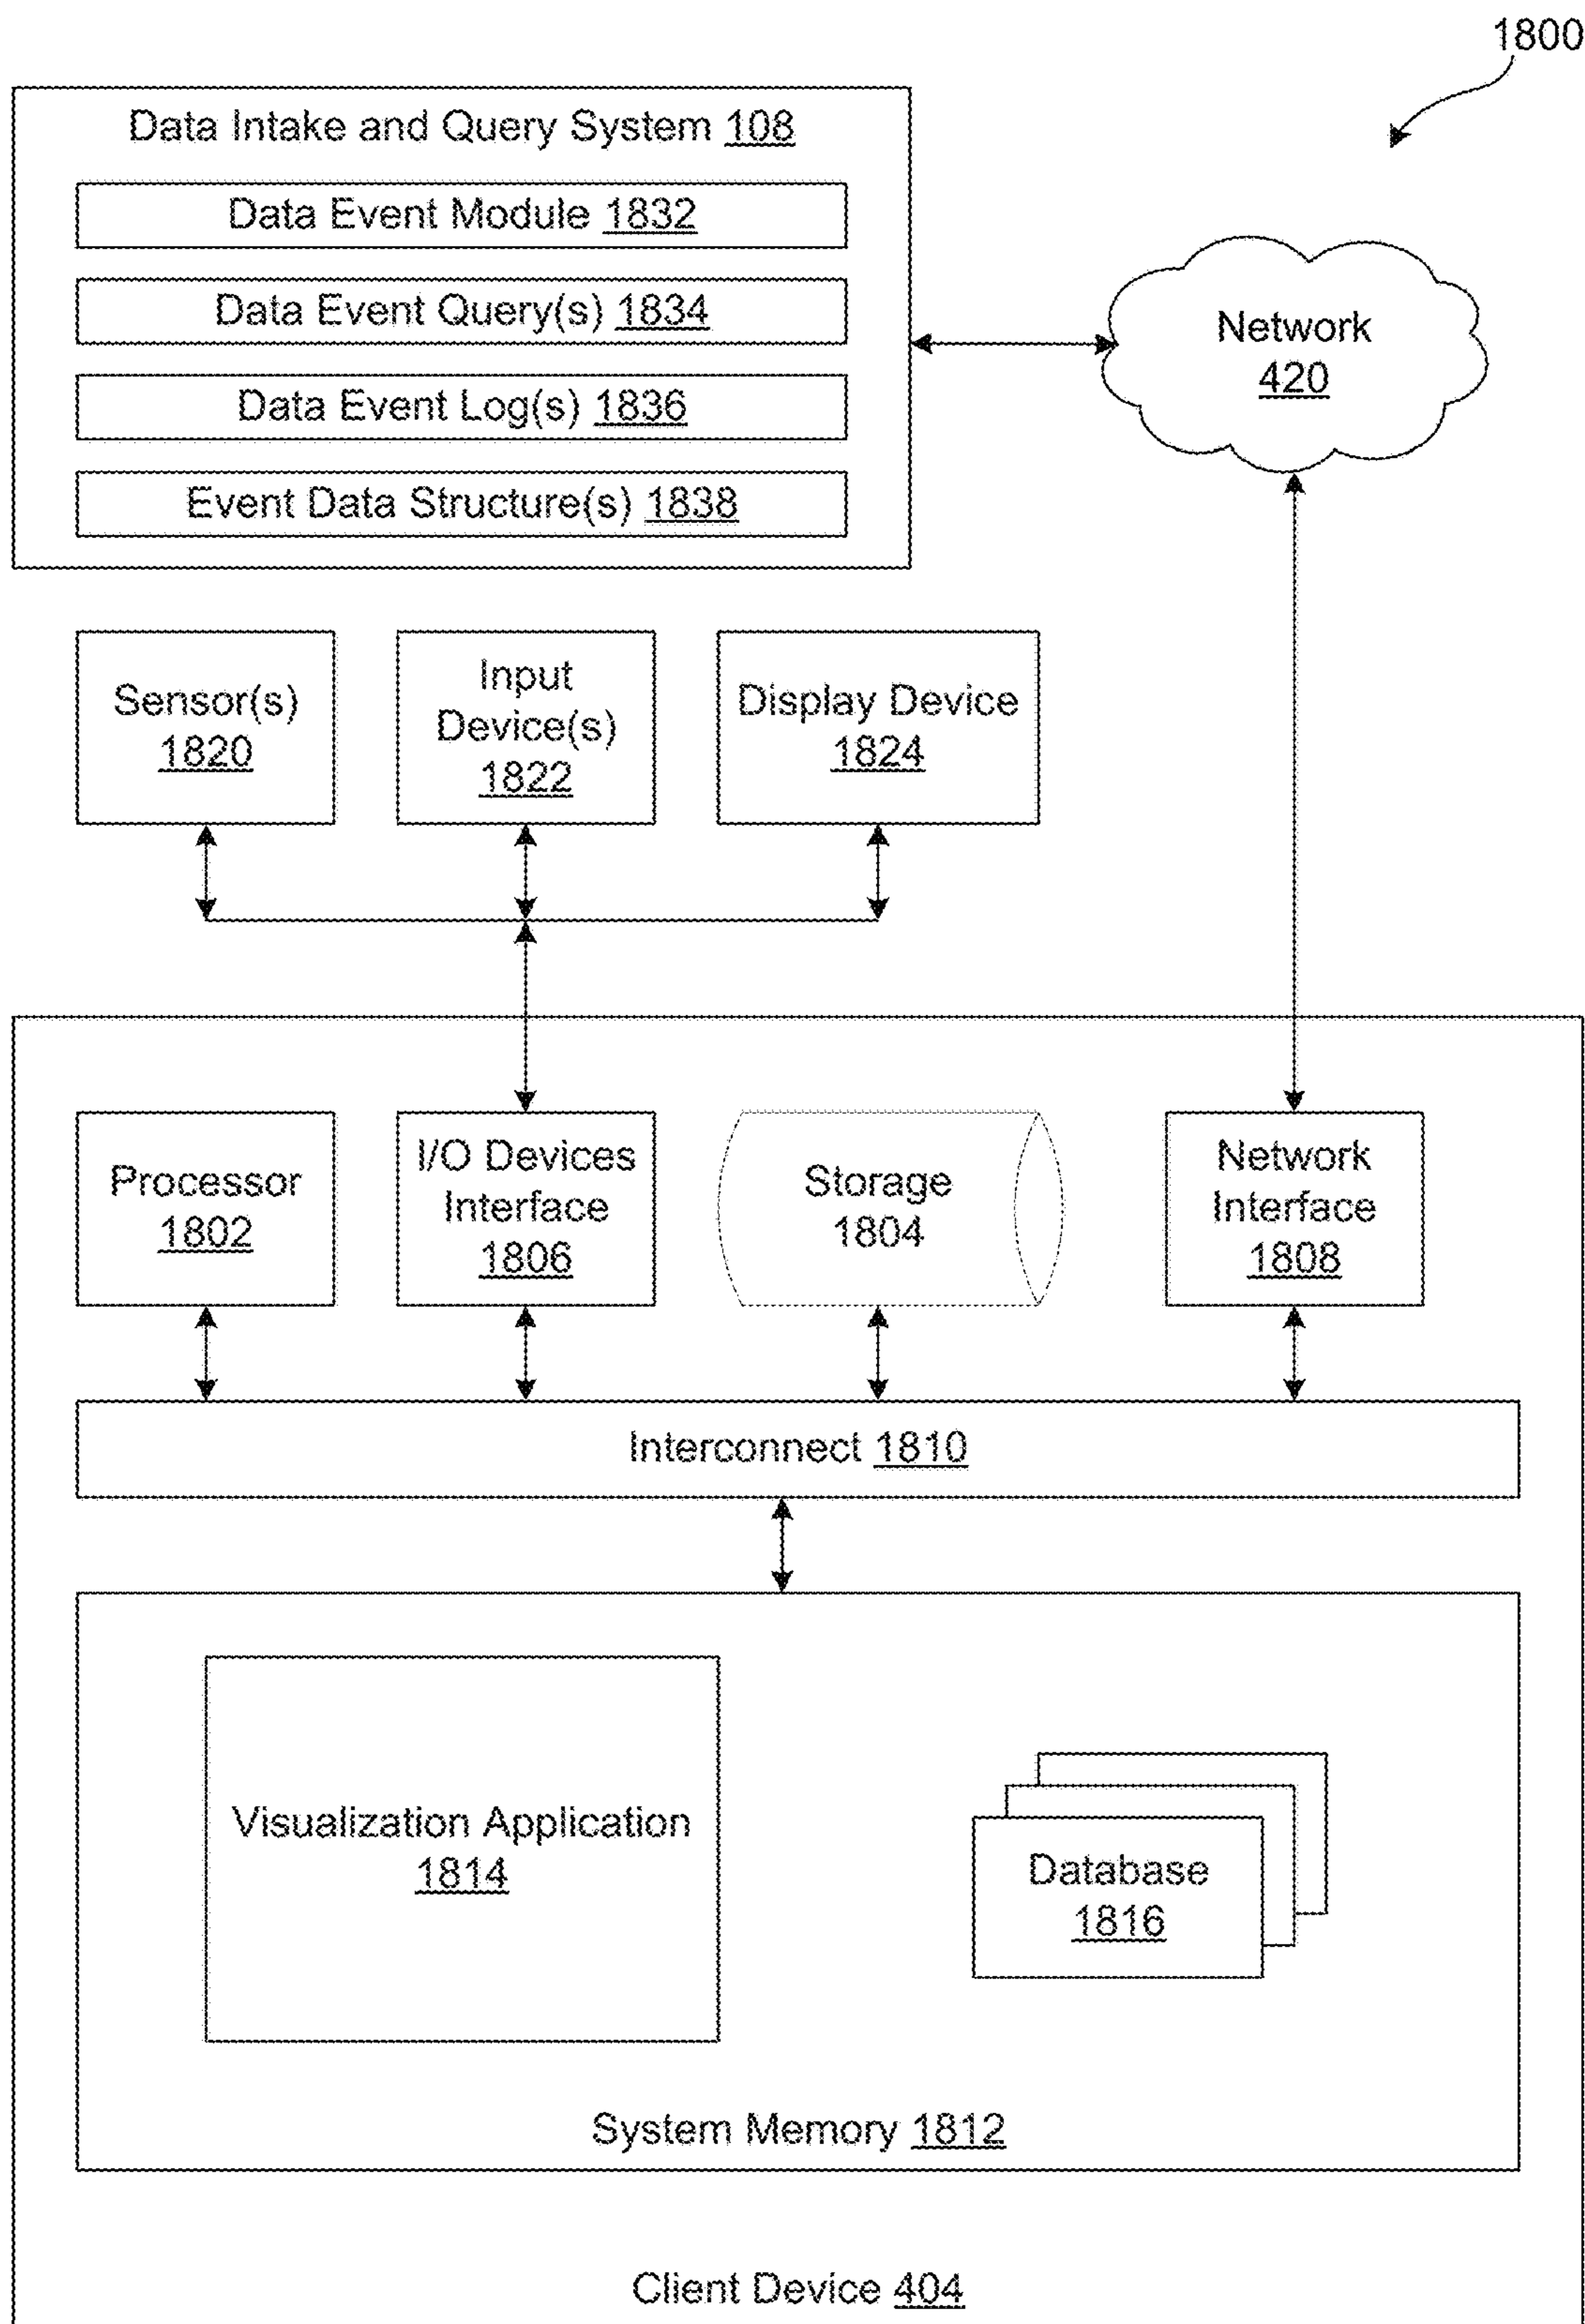 1800
Data Intake and Query System 108
Data Event Module 1832
Data Event Query(s) 1834
Data Event Log(s) 1836
Event Data Structure(s) 1838
Network
420
Sensor(s)
1820
Input
Device(s)
1822
Display Device
1824
Processor
1802
I/O Devices
Interface
1806
Storage
1804
Network
Interface
1808
Interconnect 1810
Visualization Application
1814
Database
1816
System Memory 1812
Client Device 404